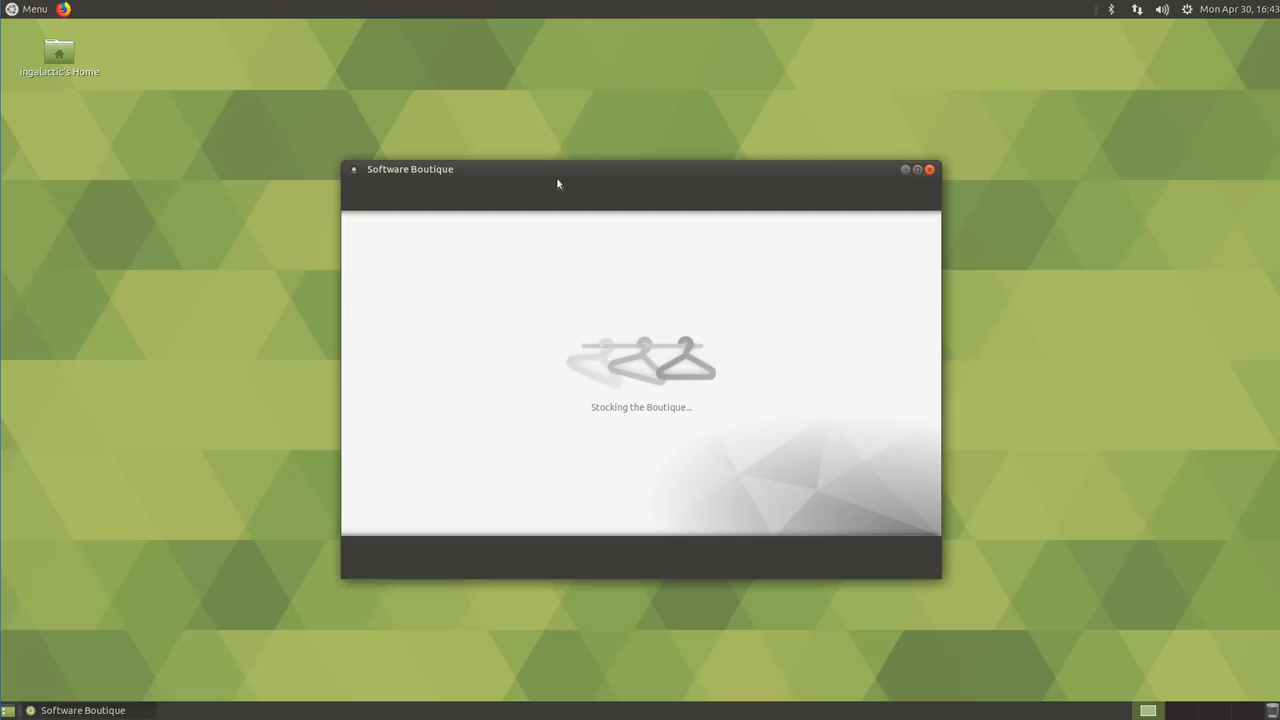 Menu
Mon Apr 30, 16:43
ingalactic's Home
Software Boutique
Stocking the Boutique...
Software Boutique